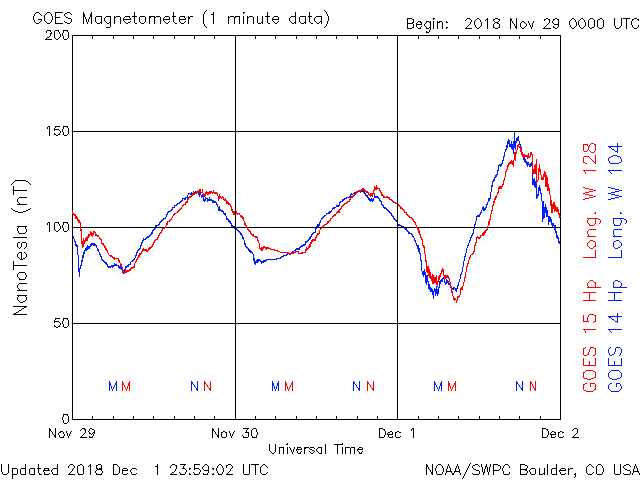 GOES Magnetometer (1 minute data)
Begin: 2018 Nov 29 0000 UTC
200
150
100
50
0
NanoTesla (nT)
M M N N M M N N M M N N
Nov 29 Nov 30 Dec 1 Dec 2
Universal Time
GOES 15 Hp Long. W 128
GOES 14 Hp Long. W 104
Updated 2018 Dec 1 23:59:02 UTC
NOAA/SWPC Boulder, CO USA